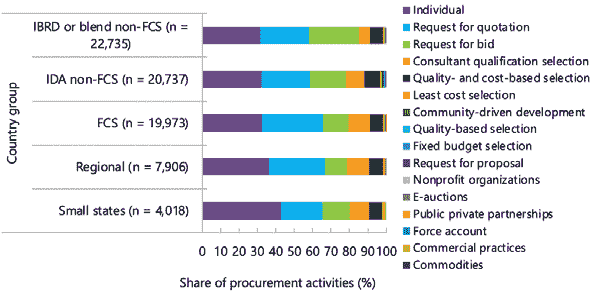 IBRD or blend non-FCS (n =
22,735)
IDA non-FCS (n = 20,737)
FCS (n = 19,973)
Regional (n = 7,906)
Small states (n = 4,018)
Country group
0 10 20 30 40 50 60 70 80 90 100
Share of procurement activities (%)
Individual
Request for quotation
Request for bid
Consultant qualification selection
Quality- and cost-based selection
Least cost selection
Community-driven development
Quality-based selection
Fixed budget selection
Request for proposal
Nonprofit organizations
E-auctions
Public private partnerships
Force account
Commercial practices
Commodities